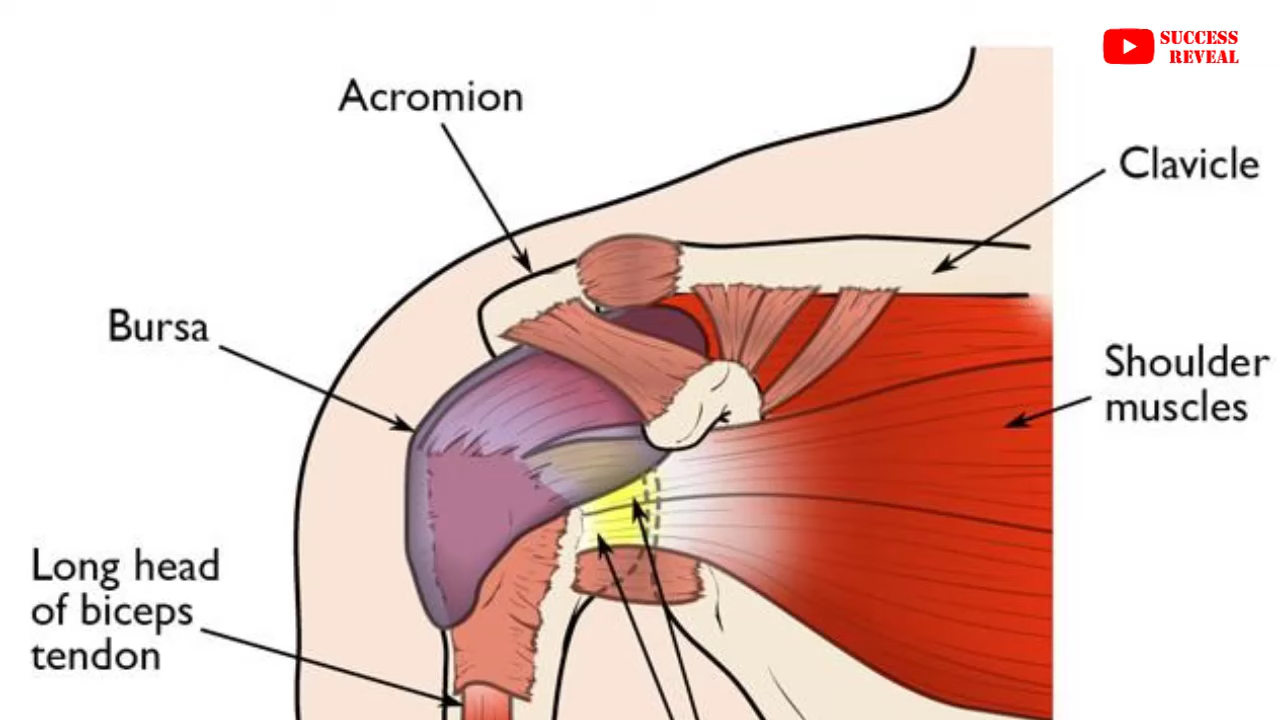 SUCCESS
REVEAL
Acromion
Clavicle
Bursa
Shoulder
muscles
Long head
of biceps
tendon